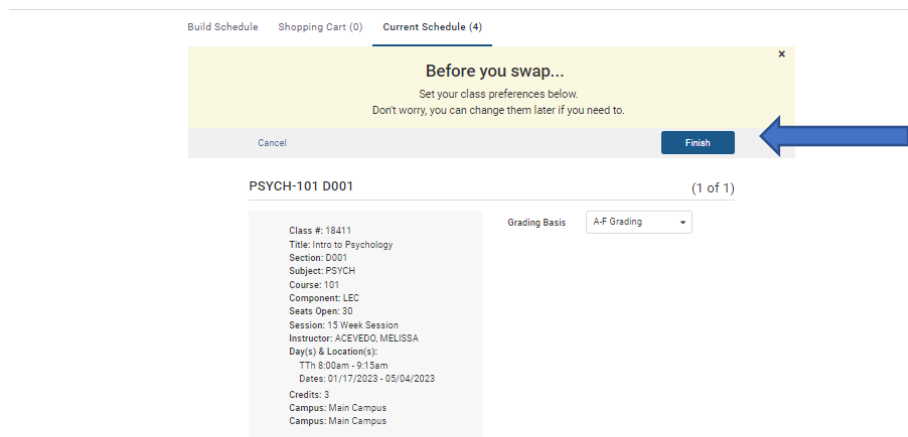 Build Schedule Shopping Cart (0) Current Schedule (4)
×
Before you swap...
Set your class preferences below.
Don't worry, you can change them later if you need to.
Cancel Finish
PSYCH-101 D001 (1 of 1)
Grading Basis A-F Grading
Class #: 18411
Title: Intro to Psychology
Section: D001
Subject: PSYCH
Course: 101
Component: LEC
Seats Open: 30
Session: 15 Week Session
Instructor: ACEVEDO, MELISSA
Day(s) & Location(s):
TTh 8:00am - 9:15am
Dates: 01/17/2023 - 05/04/2023
Credits: 3
Campus: Main Campus
Campus: Main Campus